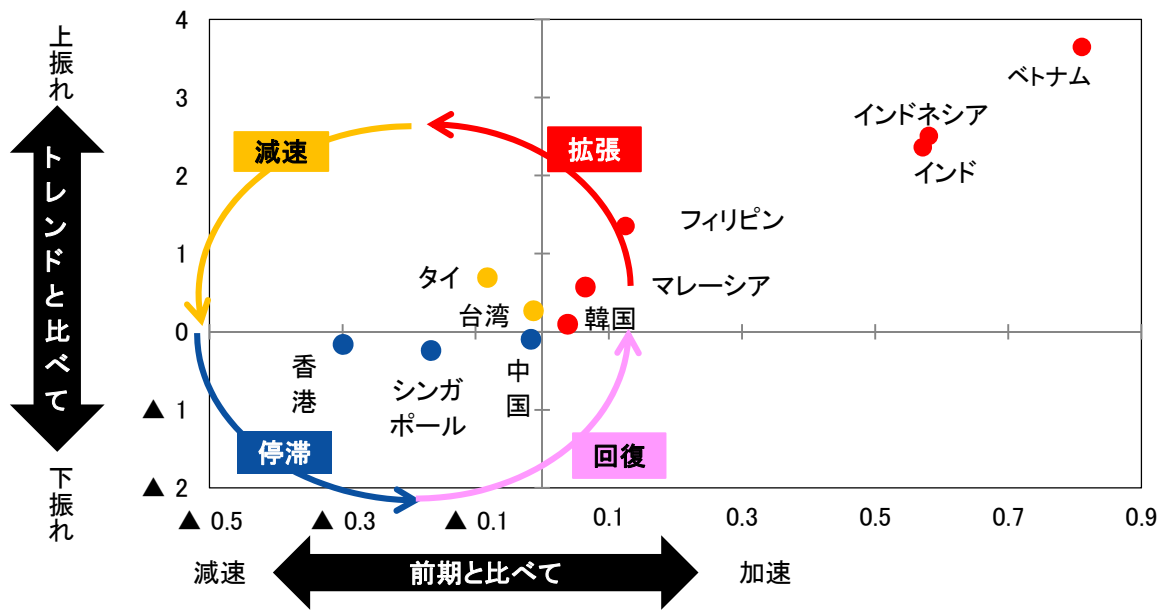 上振れ
トレンドと比べて
下振れ
4
3
2
1
0
▲ 1
▲ 2
ベトナム
インドネシア
インド
減速
拡張
フィリピン
タイ
マレーシア
台湾
韓国
香港
シンガ
ポール
中国
停滞
回復
▲ 0.5
▲ 0.3
▲ 0.1
0.1
0.3
0.5
0.7
0.9
減速
前期と比べて
加速